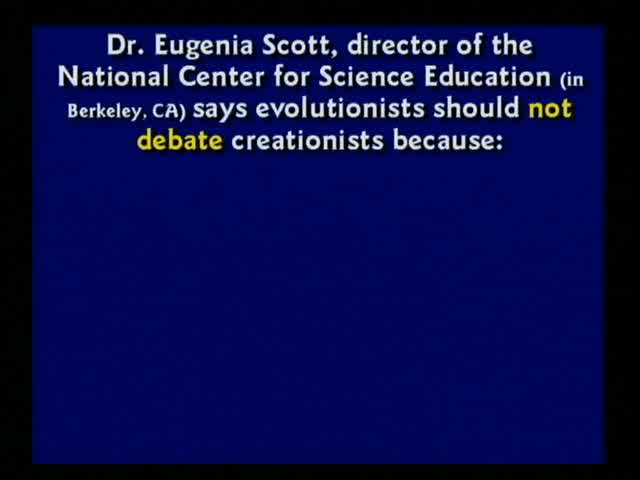 Dr. Eugenia Scott, director of the
National Center for Science Education (in
Berkeley, CA) says evolutionists should not
debate creationists because: